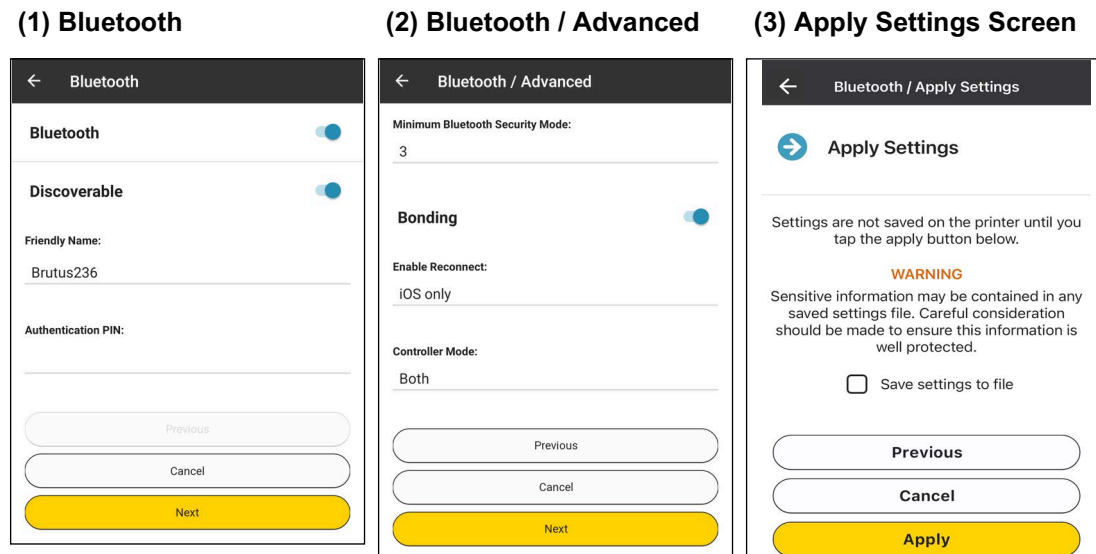 (1) Bluetooth
(2) Bluetooth / Advanced
(3) Apply Settings Screen
Bluetooth
Bluetooth
Discoverable
Friendly Name:
Brutus236
Authentication PIN:
Previous
Cancel
Next
Bluetooth / Advanced
Minimum Bluetooth Security Mode:
3
Bonding
Enable Reconnect:
iOS only
Controller Mode:
Both
Previous
Cancel
Next
Bluetooth / Apply Settings
Apply Settings
Settings are not saved on the printer until you
tap the apply button below.
WARNING
Sensitive information may be contained in any
saved settings file. Careful consideration
should be made to ensure this information is
well protected.
Save settings to file
Previous
Cancel
Apply